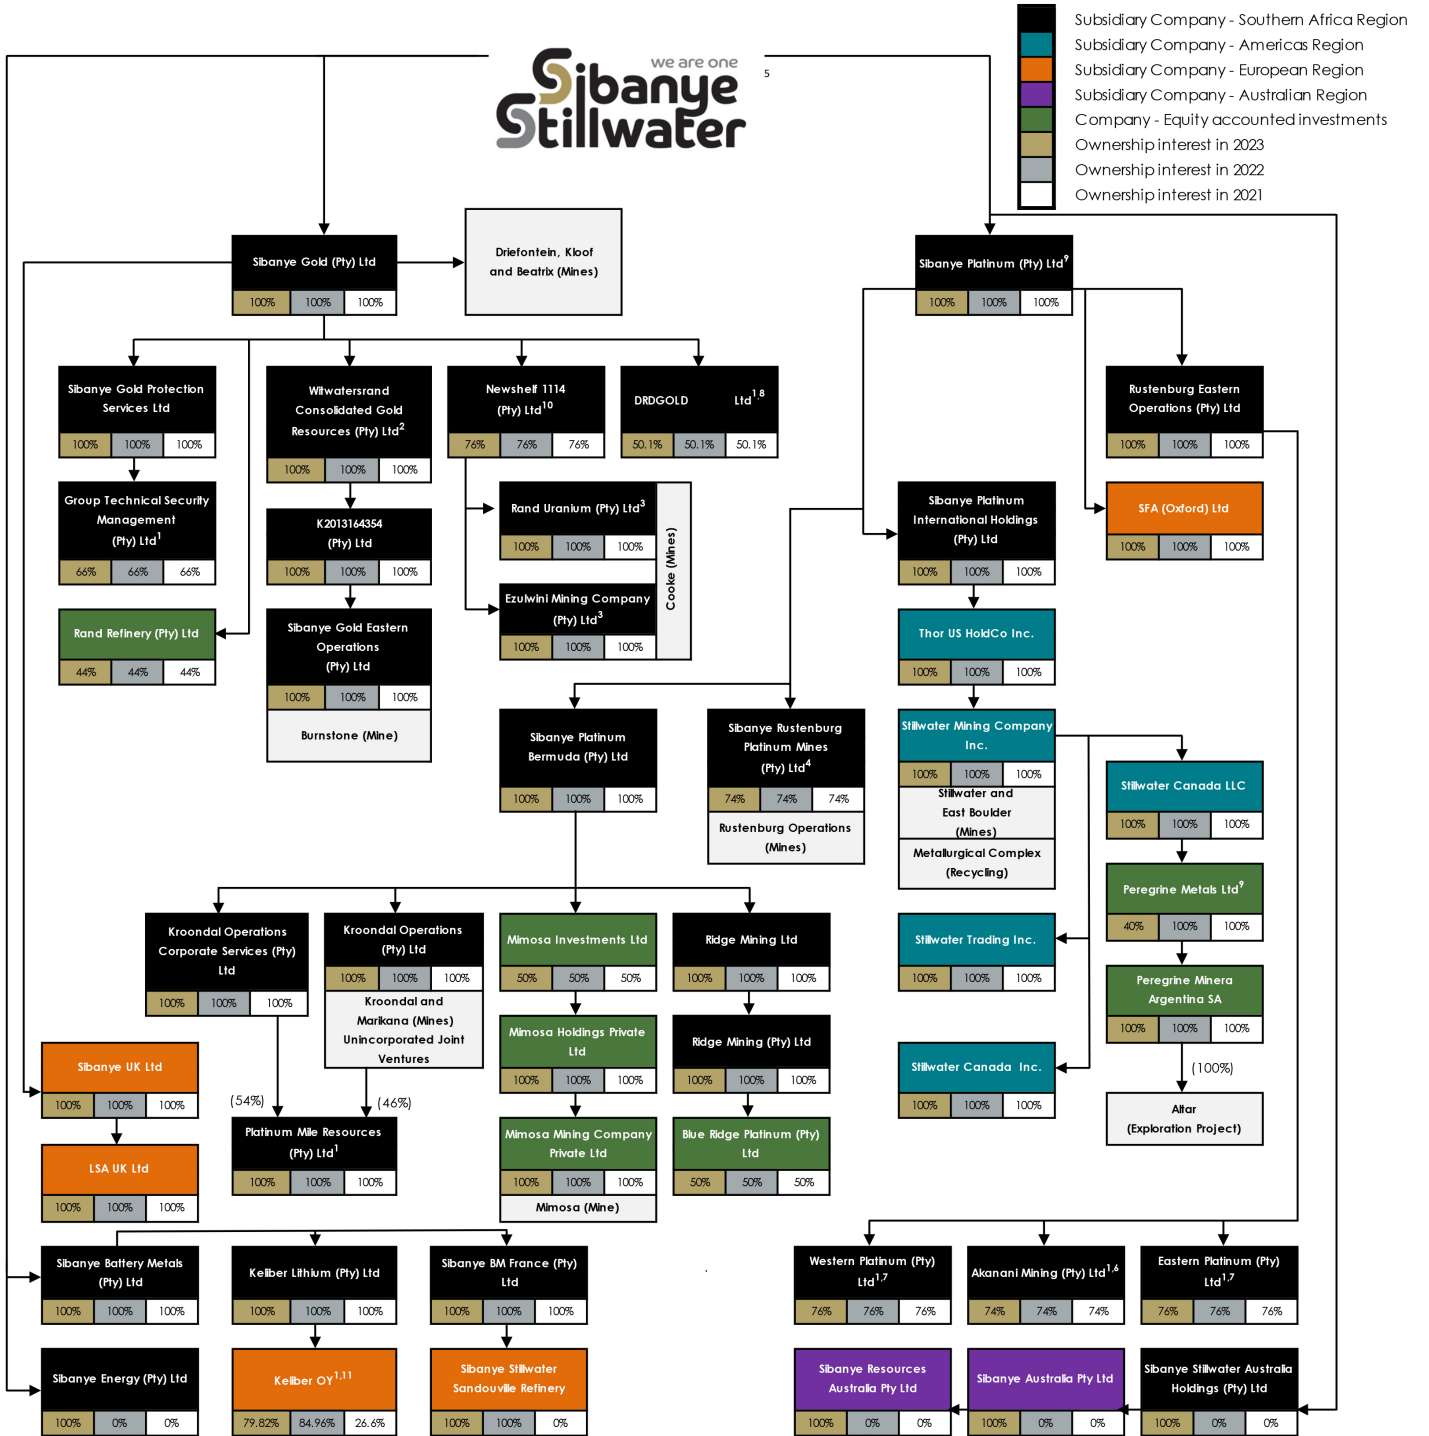 Subsidiary Company - Southern Africa Region
Subsidiary Company - Americas Region
Subsidiary Company - European Region
Subsidiary Company - Australian Region
Company - Equity accounted investments
Ownership interest in 2023
Ownership interest in 2022
Ownership interest in 2021
we are one
Sibanye
Stillwater
5
Sibanye Gold (Pty) Ltd
100% 100% 100%
Driefontein, Kloof
and Beatrix (Mines)
Sibanye Platinum (Pty) Ltd9
100% 100% 100%
Sibanye Gold Protection
Services Ltd
100% 100% 100%
Witwatersrand
Consolidated Gold
Resources (Pty) Ltd2
100% 100% 100%
Newshelf 1114
(Pty) Ltd10
76% 76% 76%
DRDGOLD Ltd1,8
50.1% 50.1% 50.1%
Rustenburg Eastern
Operations (Pty) Ltd
100% 100% 100%
Group Technical Security
Management
(Pty) Ltd1
66% 66% 66%
K2013164354
(Pty) Ltd
100% 100% 100%
Rand Uranium (Pty) Ltd3
100% 100% 100%
Cooke (Mines)
Sibanye Platinum
International Holdings
(Pty) Ltd
100% 100% 100%
SFA (Oxford) Ltd
100% 100% 100%
Rand Refinery (Pty) Ltd
44% 44% 44%
Sibanye Gold Eastern
Operations
(Pty) Ltd
100% 100% 100%
Burnstone (Mine)
Ezulwini Mining Company
(Pty) Ltd3
100% 100% 100%
Thor US HoldCo Inc.
100% 100% 100%
Sibanye Platinum
Bermuda (Pty) Ltd
100% 100% 100%
Sibanye Rustenburg
Platinum Mines
(Pty) Ltd4
74% 74% 74%
Rustenburg Operations
(Mines)
Stillwater Mining Company
Inc.
100% 100% 100%
Stillwater and
East Boulder
(Mines)
Metallurgical Complex
(Recycling)
Stillwater Canada LLC
100% 100% 100%
Peregrine Metals Ltd9
40% 100% 100%
Kroondal Operations
Corporate Services (Pty)
Ltd
100% 100% 100%
Kroondal Operations
(Pty) Ltd
100% 100% 100%
Kroondal and
Marikana (Mines)
Unincorporated Joint
Ventures
Mimosa Investments Ltd
50% 50% 50%
Ridge Mining Ltd
100% 100% 100%
Stillwater Trading Inc.
100% 100% 100%
Peregrine Minera
Argentina SA
100% 100% 100%
Mimosa Holdings Private
Ltd
100% 100% 100%
Ridge Mining (Pty) Ltd
100% 100% 100%
Sibanye UK Ltd
100% 100% 100%
Stillwater Canada Inc.
100% 100% 100%
(100%)
Altar
(Exploration Project)
(54%)
(46%)
Platinum Mile Resources
(Pty) Ltd1
100% 100% 100%
Mimosa Mining Company
Private Ltd
100% 100% 100%
Mimosa (Mine)
Blue Ridge Platinum (Pty)
Ltd
50% 50% 50%
LSA UK Ltd
100% 100% 100%
Sibanye Battery Metals
(Pty) Ltd
100% 100% 100%
Keliber Lithium (Pty) Ltd
100% 100% 100%
Sibanye BM France (Pty)
Ltd
100% 100% 100%
Western Platinum (Pty)
Ltd1,7
76% 76% 76%
Akanani Mining (Pty) Ltd1,6
74% 74% 74%
Eastern Platinum (Pty)
Ltd1,7
76% 76% 76%
Sibanye Energy (Pty) Ltd
100% 0% 0%
Keliber OY1,11
79.82% 84.96% 26.6%
Sibanye Stillwater
Sandouville Refinery
100% 100% 0%
Sibanye Resources
Australia Pty Ltd
100% 0% 0%
Sibanye Australia Pty Ltd
100% 0% 0%
Sibanye Stillwater Australia
Holdings (Pty) Ltd
100% 0% 0%